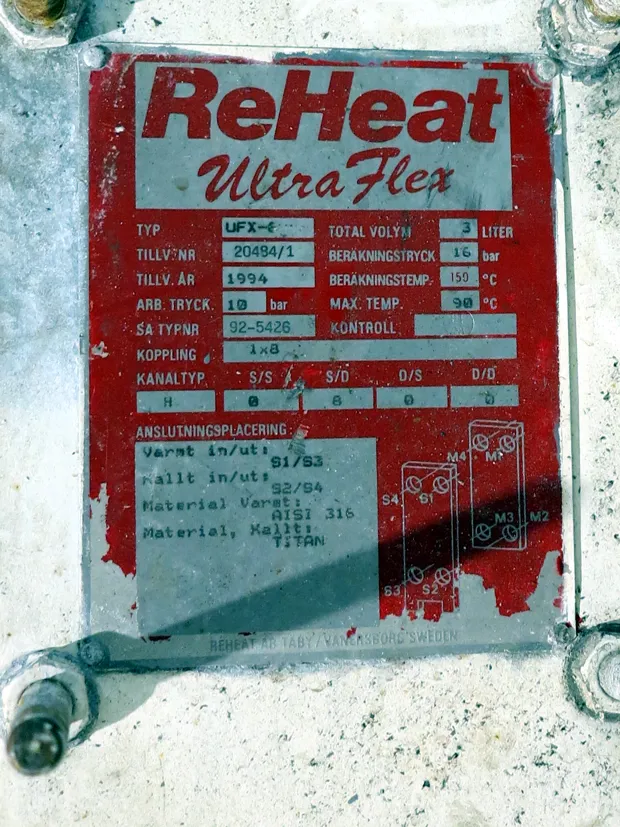 ReHeat
UltraFlex
TYP UFX-6 TOTAL VOLYM 3 LITER
TILLV. NR 20484/1 BERÄKNINGSTRYCK 16 bar
TILLV. ÅR 1994 BERÄKNINGSTEMP. 150 °C
ARB. TRYCK 10 bar MAX. TEMP. 90 °C
SA TYPNR 92-5426 KONTROLL
KOPPLING 1x8
KANALTYP S/S S/D D/S D/D
H 0 8 0 0
ANSLUTNINGSPLACERING:
Varmt in/ut:
S1/S3
Kallt in/ut:
S2/S4
Material Varmt:
AISI 316
Material, Kallt:
TITAN
M4 M1
S4 S1
M3 M2
S3 S2
REHEAT AB TÄBY/VÄNERSBORG SWEDEN